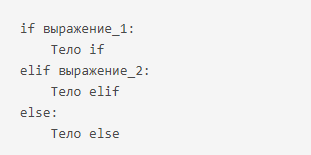 if выражение_1:
    Тело if
elif выражение_2:
    Тело elif
else:
    Тело else